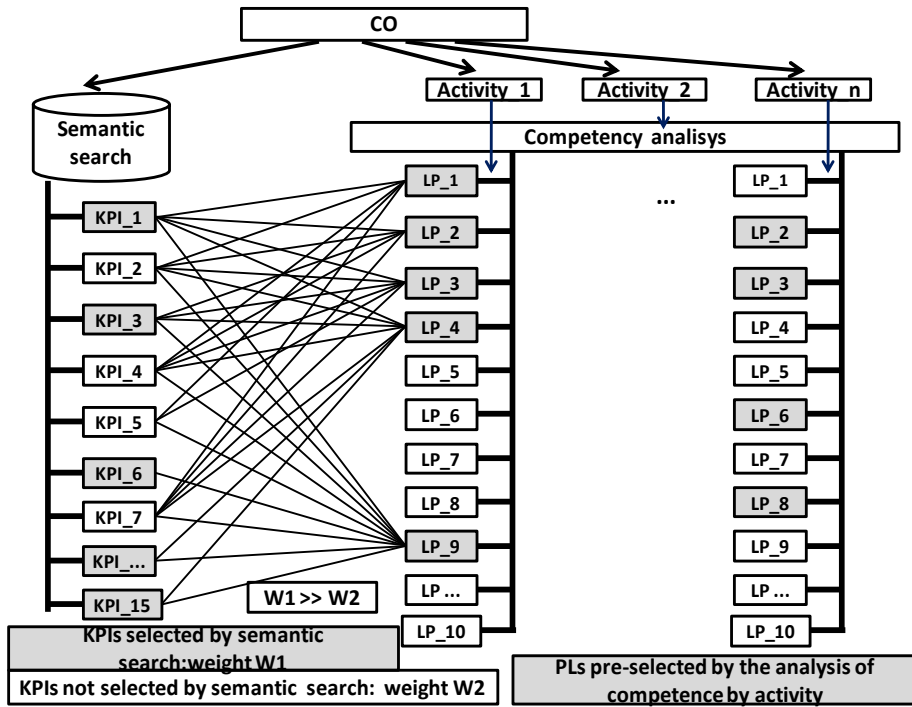 CO
Activity_1
Activity_2
Activity_n
Semantic
search
Competency analisys
KPI_1
KPI_2
KPI_3
KPI_4
KPI_5
KPI_6
KPI_7
KPI_...
KPI_15
LP_1
LP_2
LP_3
LP_4
LP_5
LP_6
LP_7
LP_8
LP_9
LP ...
LP_10
...
LP_1
LP_2
LP_3
LP_4
LP_5
LP_6
LP_7
LP_8
LP_9
LP ...
LP_10
W1 >> W2
KPIs selected by semantic
search:weight W1
KPIs not selected by semantic search: weight W2
PLs pre-selected by the analysis of
competence by activity